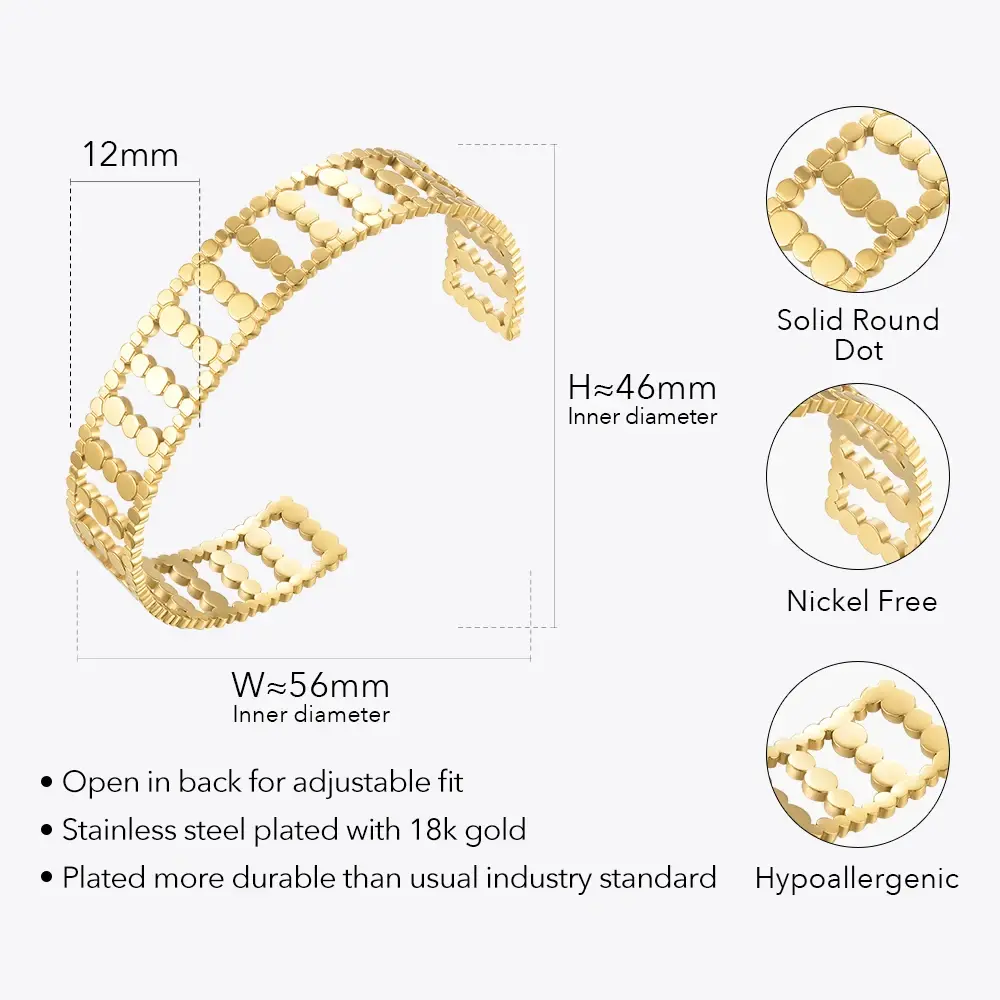 12mm
Solid Round
Dot
H≈46mm
Inner diameter
Nickel Free
W≈56mm
Inner diameter
• Open in back for adjustable fit
• Stainless steel plated with 18k gold
• Plated more durable than usual industry standard
Hypoallergenic